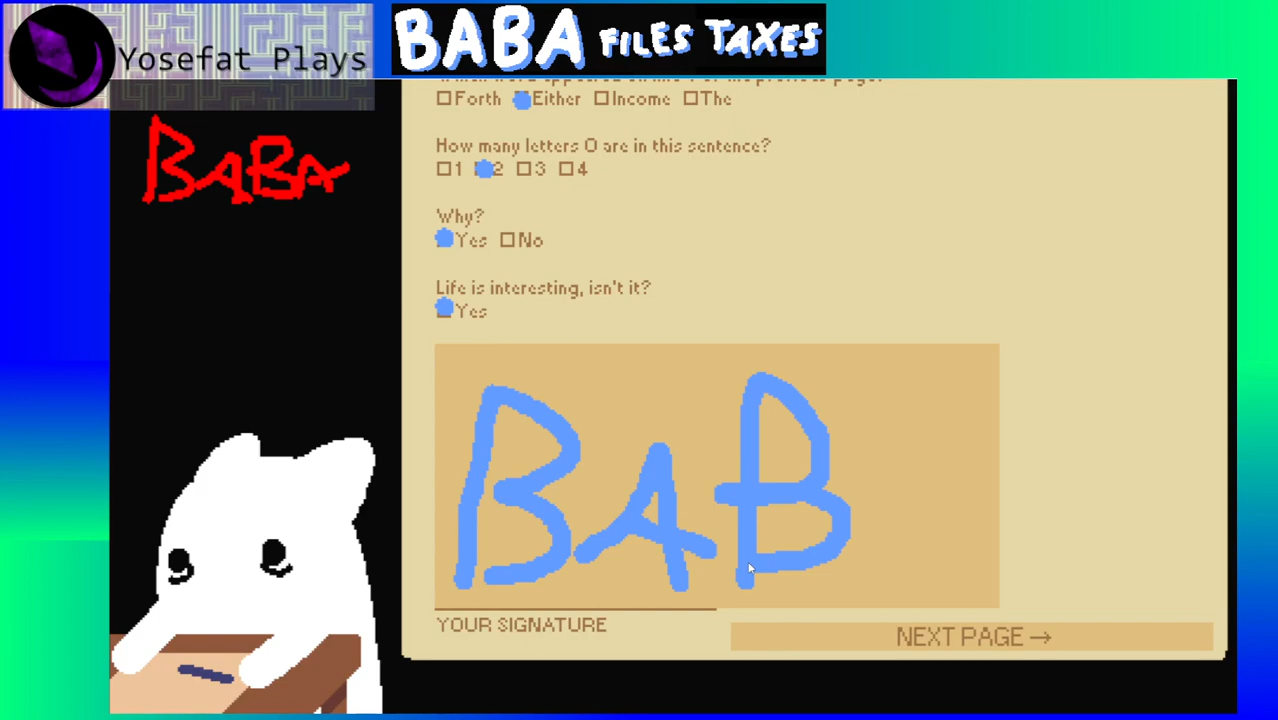 Yosefat Plays
BABA FILES TAXES
BABA
Forth Either Income The
How many letters O are in this sentence?
1 2 3 4
Why?
Yes No
Life is interesting, isn't it?
Yes
BAB
YOUR SIGNATURE
NEXT PAGE →